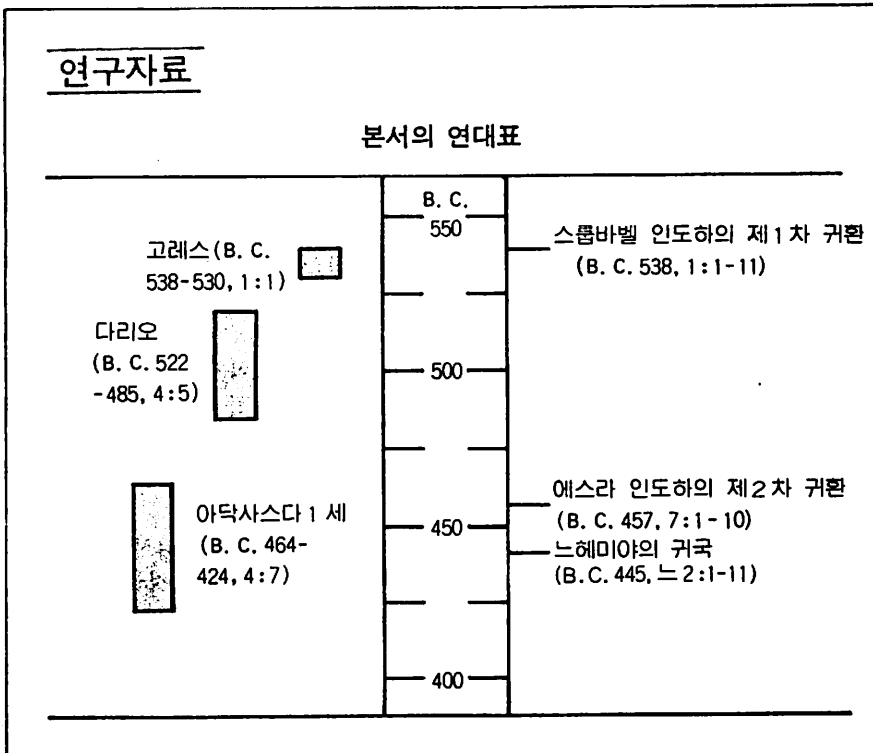 연구자료
본서의 연대표
B. C.
550
고레스(B. C.
538-530, 1:1)
스룹바벨 인도하의 제1차 귀환
(B. C. 538, 1:1-11)
다리오
(B. C. 522
-485, 4:5)
500
아닥사스다 1 세
(B. C. 464-
424, 4:7)
에스라 인도하의 제2차 귀환
(B. C. 457, 7:1-10)
450
느헤미야의 귀국
(B.C. 445, 느 2:1-11)
400